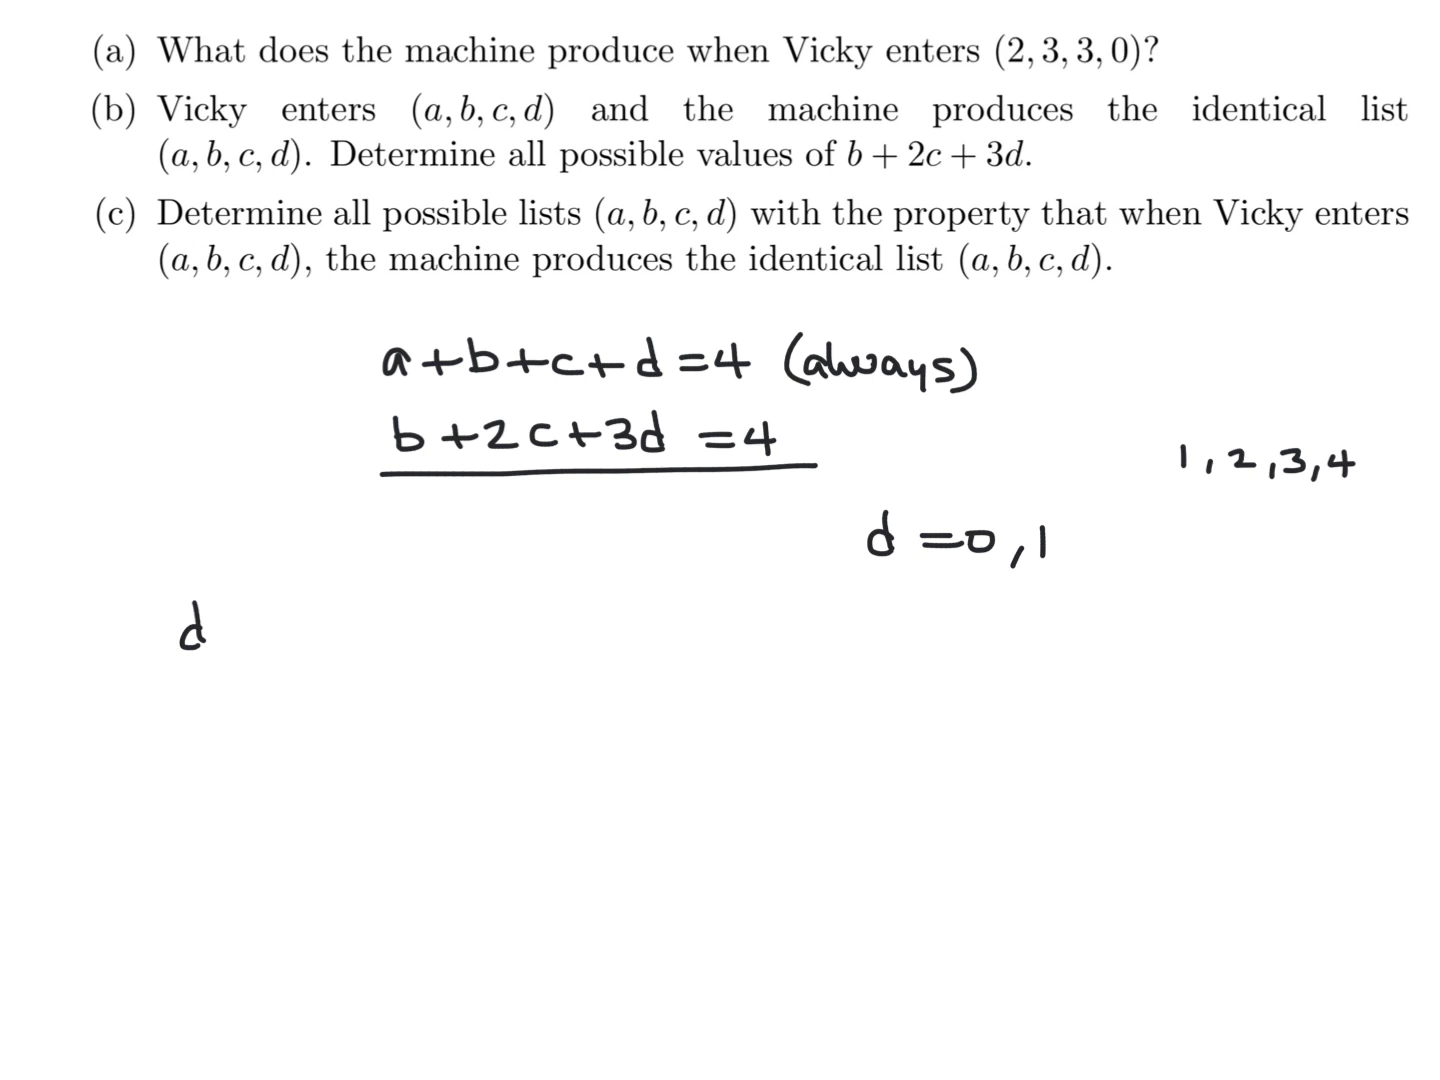 (a) What does the machine produce when Vicky enters (2, 3, 3, 0)?
(b) Vicky enters (a, b, c, d) and the machine produces the identical list
(a, b, c, d). Determine all possible values of b + 2c + 3d.
(c) Determine all possible lists (a, b, c, d) with the property that when Vicky enters
(a, b, c, d), the machine produces the identical list (a, b, c, d).
a+b+c+d=4 (always)
b+2c+3d =4
1,2,3,4
d =0,1
d